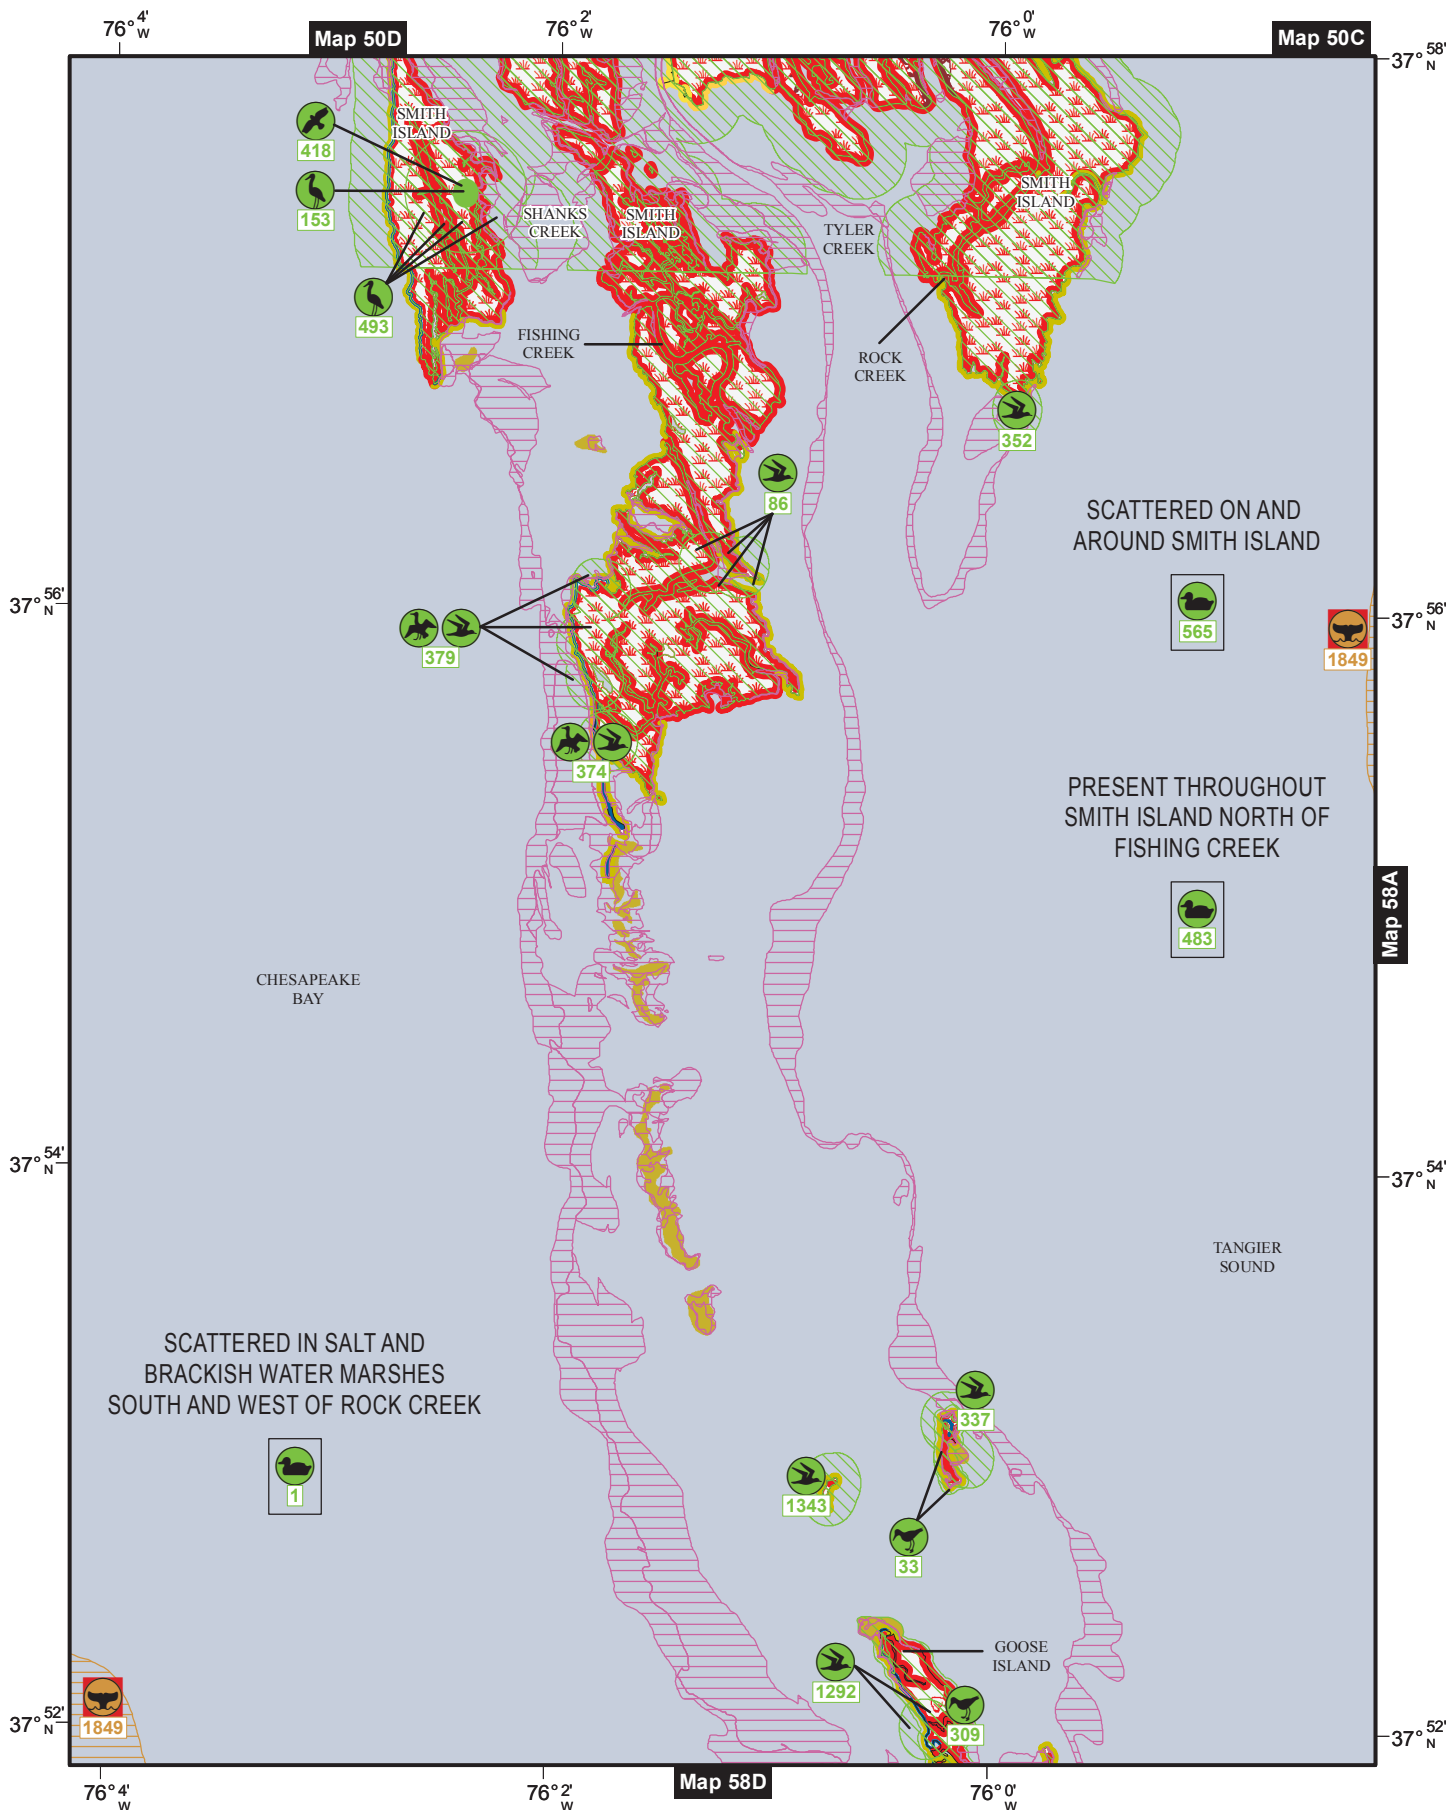 76° 4' W
76° 2' W
76° 0' W
Map 50D
Map 50C
37° 58' N
SMITH
ISLAND
418
153
493
SHANKS
CREEK
SMITH
ISLAND
TYLER
CREEK
SMITH
ISLAND
FISHING
CREEK
ROCK
CREEK
352
86
SCATTERED ON AND
AROUND SMITH ISLAND
565
37° 56' N
37° 56' N
1849
379
374
PRESENT THROUGHOUT
SMITH ISLAND NORTH OF
FISHING CREEK
483
Map 58A
CHESAPEAKE
BAY
37° 54' N
37° 54' N
TANGIER
SOUND
SCATTERED IN SALT AND
BRACKISH WATER MARSHES
SOUTH AND WEST OF ROCK CREEK
1
337
1343
33
GOOSE
ISLAND
1292
309
1849
37° 52' N
37° 52' N
Map 58D
76° 4' W
76° 2' W
76° 0' W